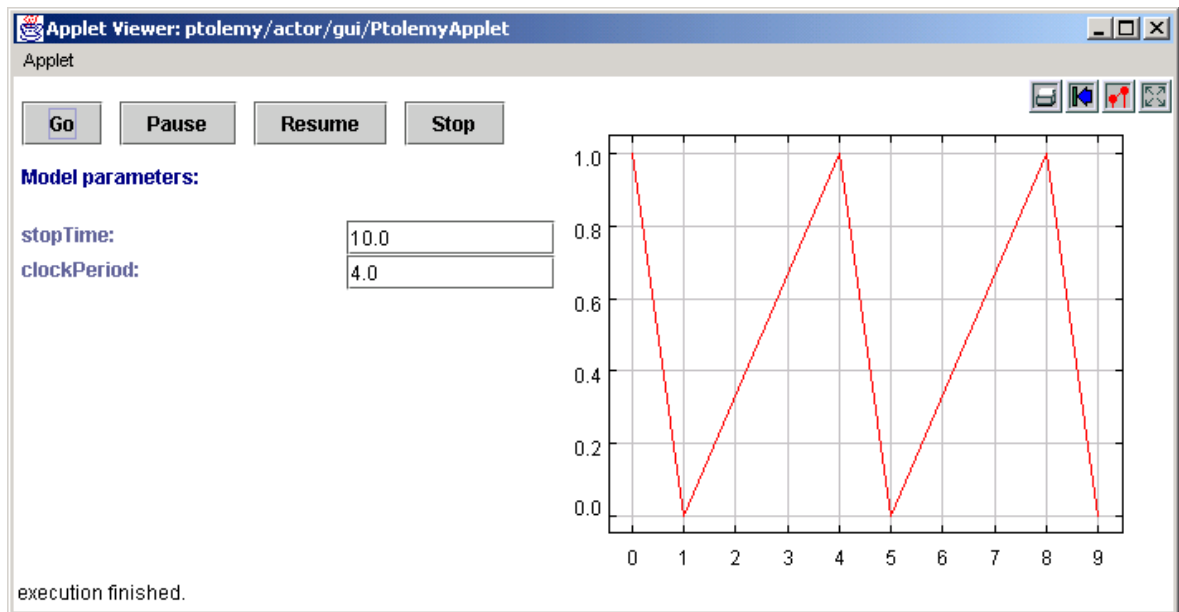 Applet Viewer: ptolemy/actor/gui/PtolemyApplet
Applet
Go Pause Resume Stop
Model parameters:
stopTime: 10.0
clockPeriod: 4.0
1.0
0.8
0.6
0.4
0.2
0.0
0 1 2 3 4 5 6 7 8 9
execution finished.